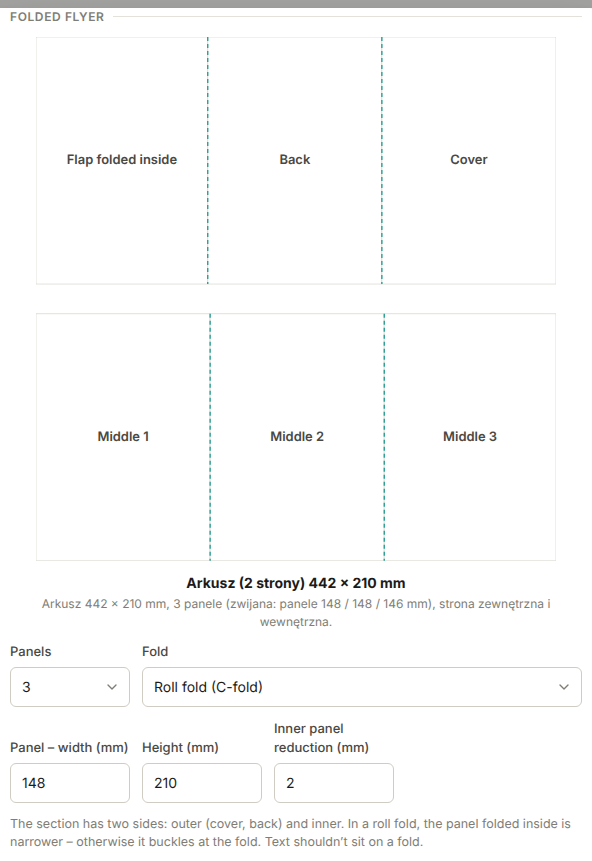 FOLDED FLYER
Flap folded inside
Back
Cover
Middle 1
Middle 2
Middle 3
Arkusz (2 strony) 442 × 210 mm
Arkusz 442 × 210 mm, 3 panele (zwijana: panele 148 / 148 / 146 mm), strona zewnętrzna i
wewnętrzna.
Panels
Fold
3
Roll fold (C-fold)
Panel – width (mm)
Height (mm)
Inner panel
reduction (mm)
148
210
2
The section has two sides: outer (cover, back) and inner. In a roll fold, the panel folded inside is
narrower – otherwise it buckles at the fold. Text shouldn’t sit on a fold.